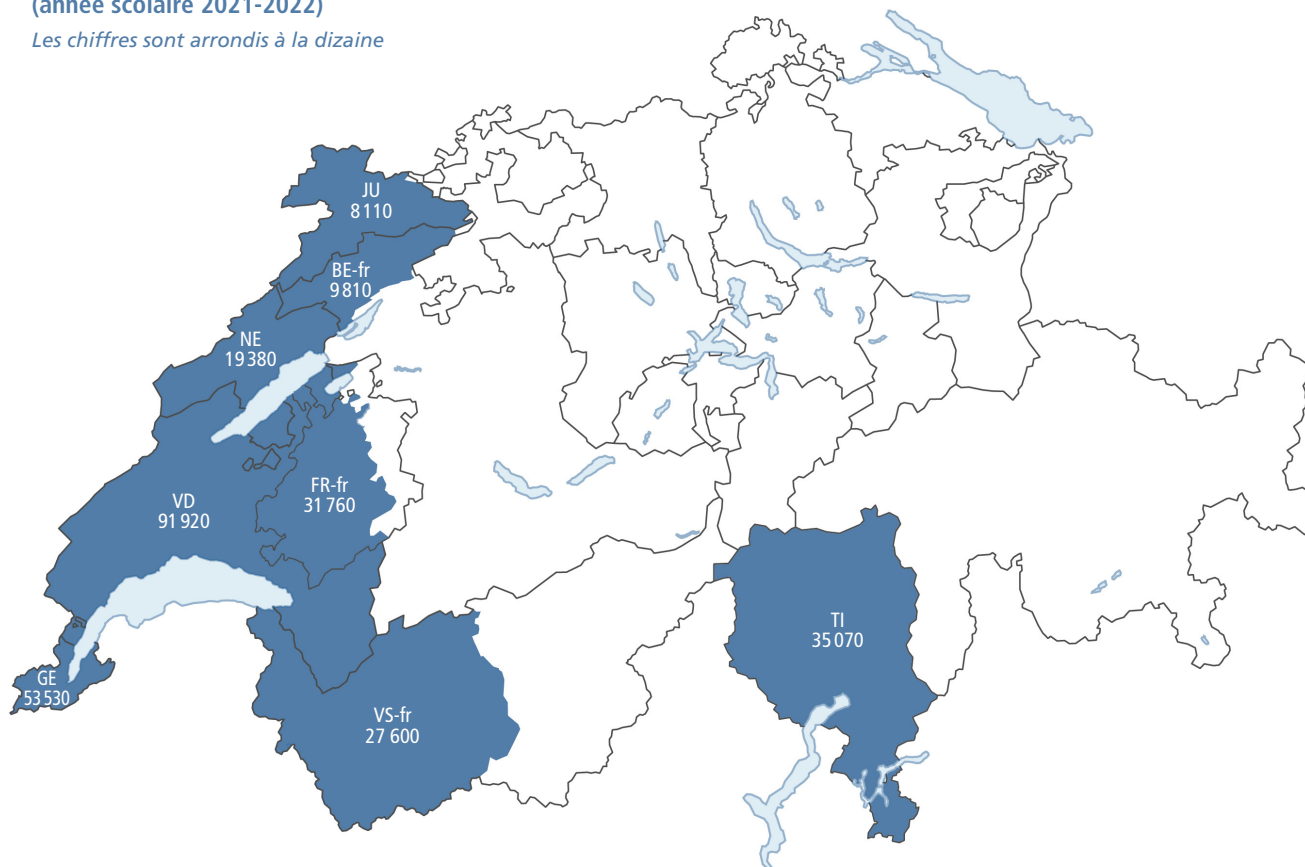 (année scolaire 2021-2022)
Les chiffres sont arrondis à la dizaine
JU
8 110
BE-fr
9 810
NE
19 380
FR-fr
31 760
VD
91 920
TI
35 070
GE
53 530
VS-fr
27 600